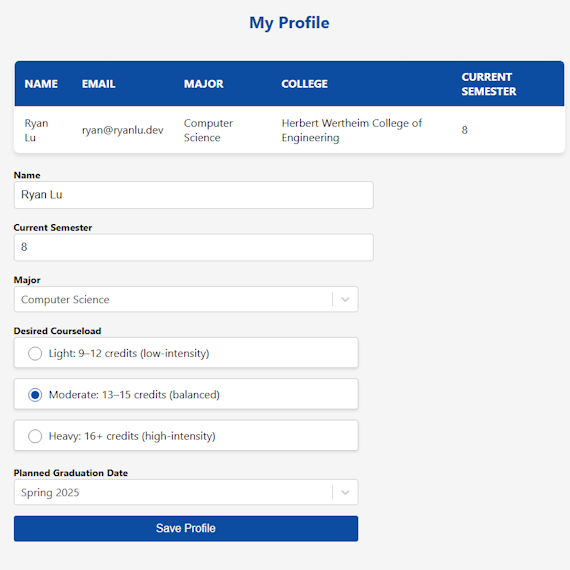 My Profile
NAME EMAIL MAJOR COLLEGE CURRENT SEMESTER
Ryan Lu ryan@ryanlu.dev Computer Science Herbert Wertheim College of Engineering 8
Name
Ryan Lu
Current Semester
8
Major
Computer Science
Desired Courseload
Light: 9–12 credits (low-intensity)
Moderate: 13–15 credits (balanced)
Heavy: 16+ credits (high-intensity)
Planned Graduation Date
Spring 2025
Save Profile